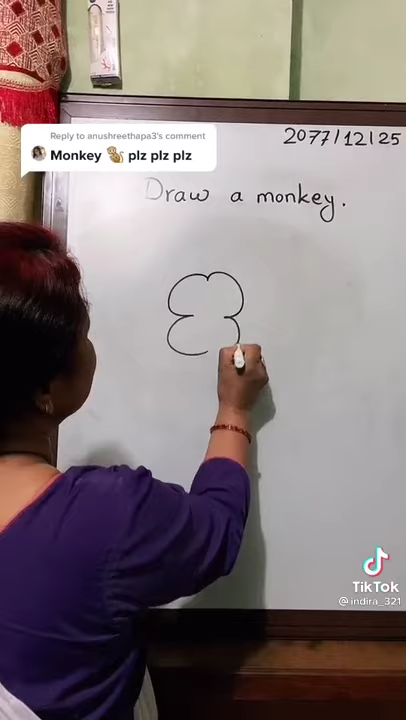 2077/12/25
Reply to anushreethapa3's comment
Monkey 🐒 plz plz plz
Draw a monkey.
TikTok
@indira_321